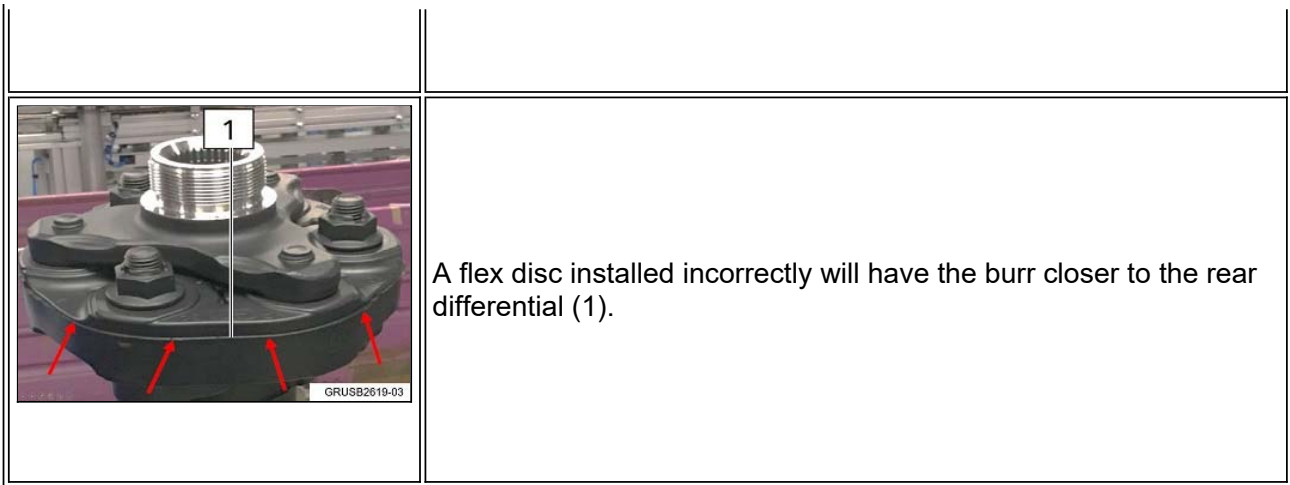 1
A flex disc installed incorrectly will have the burr closer to the rear
differential (1).
GRUSB2619-03